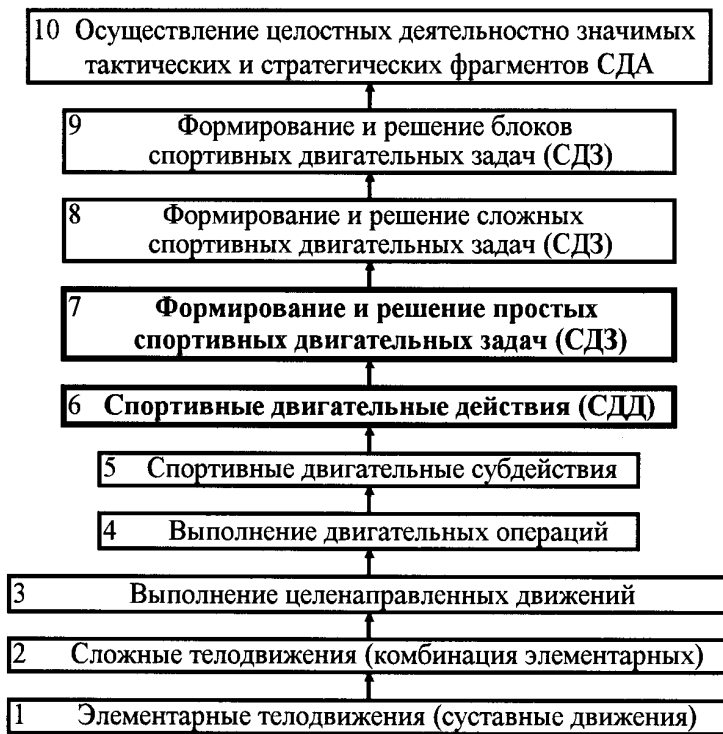 10 Осуществление целостных деятельностно значимых
тактических и стратегических фрагментов СДА
9 Формирование и решение блоков
спортивных двигательных задач (СДЗ)
8 Формирование и решение сложных
спортивных двигательных задач (СДЗ)
7 Формирование и решение простых
спортивных двигательных задач (СДЗ)
6 Спортивные двигательные действия (СДД)
5 Спортивные двигательные субдействия
4 Выполнение двигательных операций
3 Выполнение целенаправленных движений
2 Сложные телодвижения (комбинация элементарных)
1 Элементарные телодвижения (суставные движения)